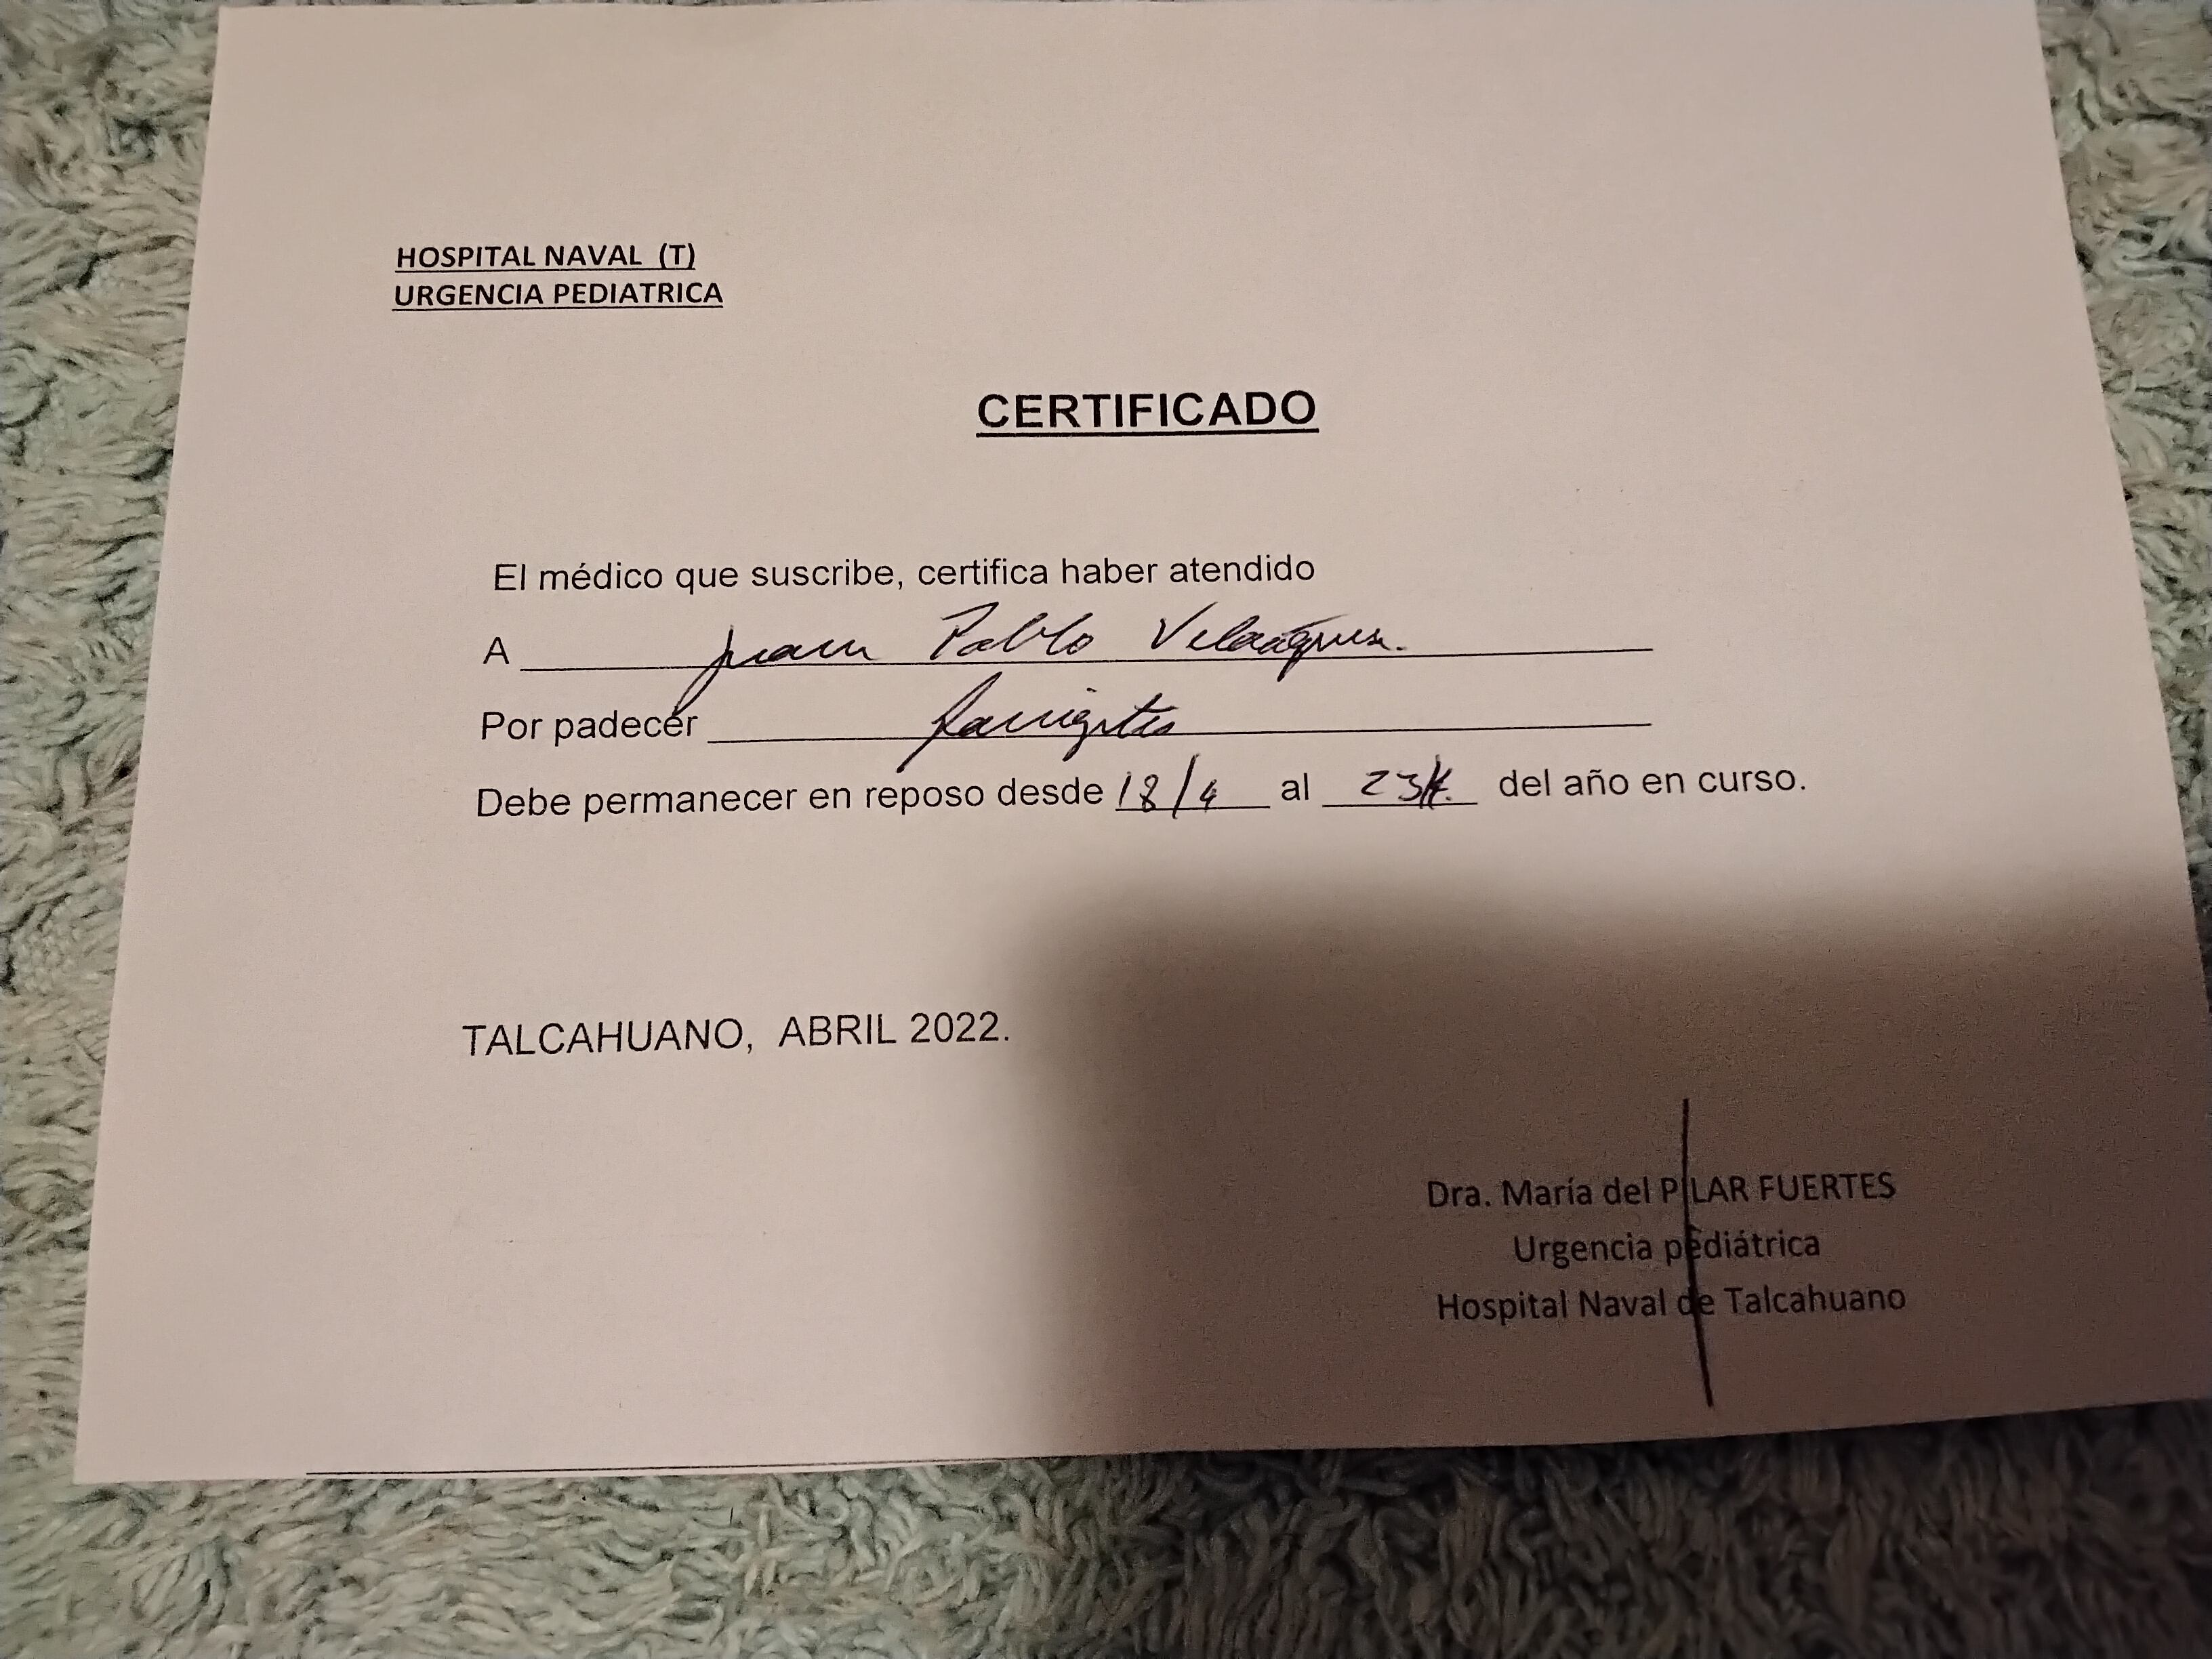 HOSPITAL NAVAL (T)
URGENCIA PEDIATRICA
CERTIFICADO
El médico que suscribe, certifica haber atendido
A Juan Pablo
Por padecer
Debe permanecer en reposo desde 18/4 al 23/4. del año en curso.
TALCAHUANO, ABRIL 2022.
Dra. María del PILAR FUERTES
Urgencia pediátrica
Hospital Naval de Talcahuano